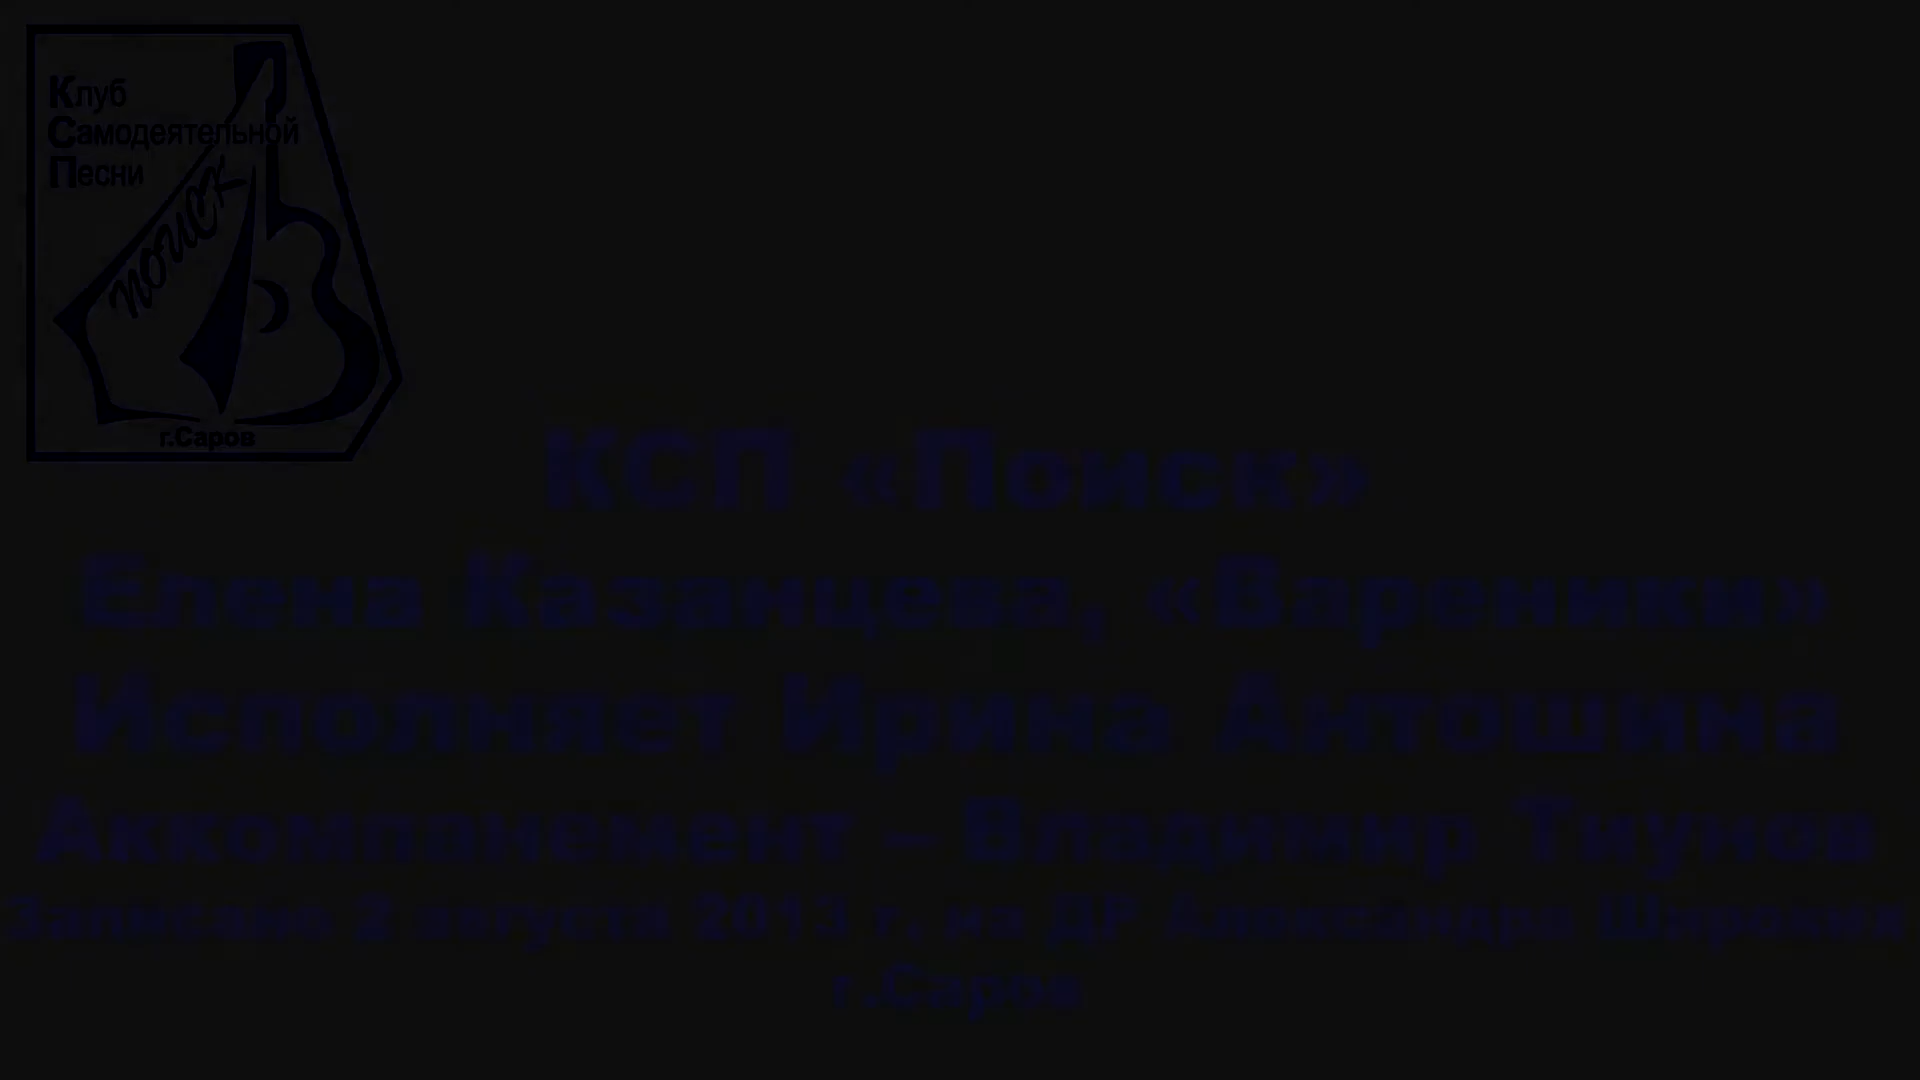 Клуб
Самодеятельной
Песни
поиск
г.Саров
КСП «Поиск»
Елена Казанцева, «Вареники»
Исполняет Ирина Антошина
Аккомпанемент – Владимир Тиунов
Записано 2 августа 2013 г. на ДР Александра Широких
г.Саров